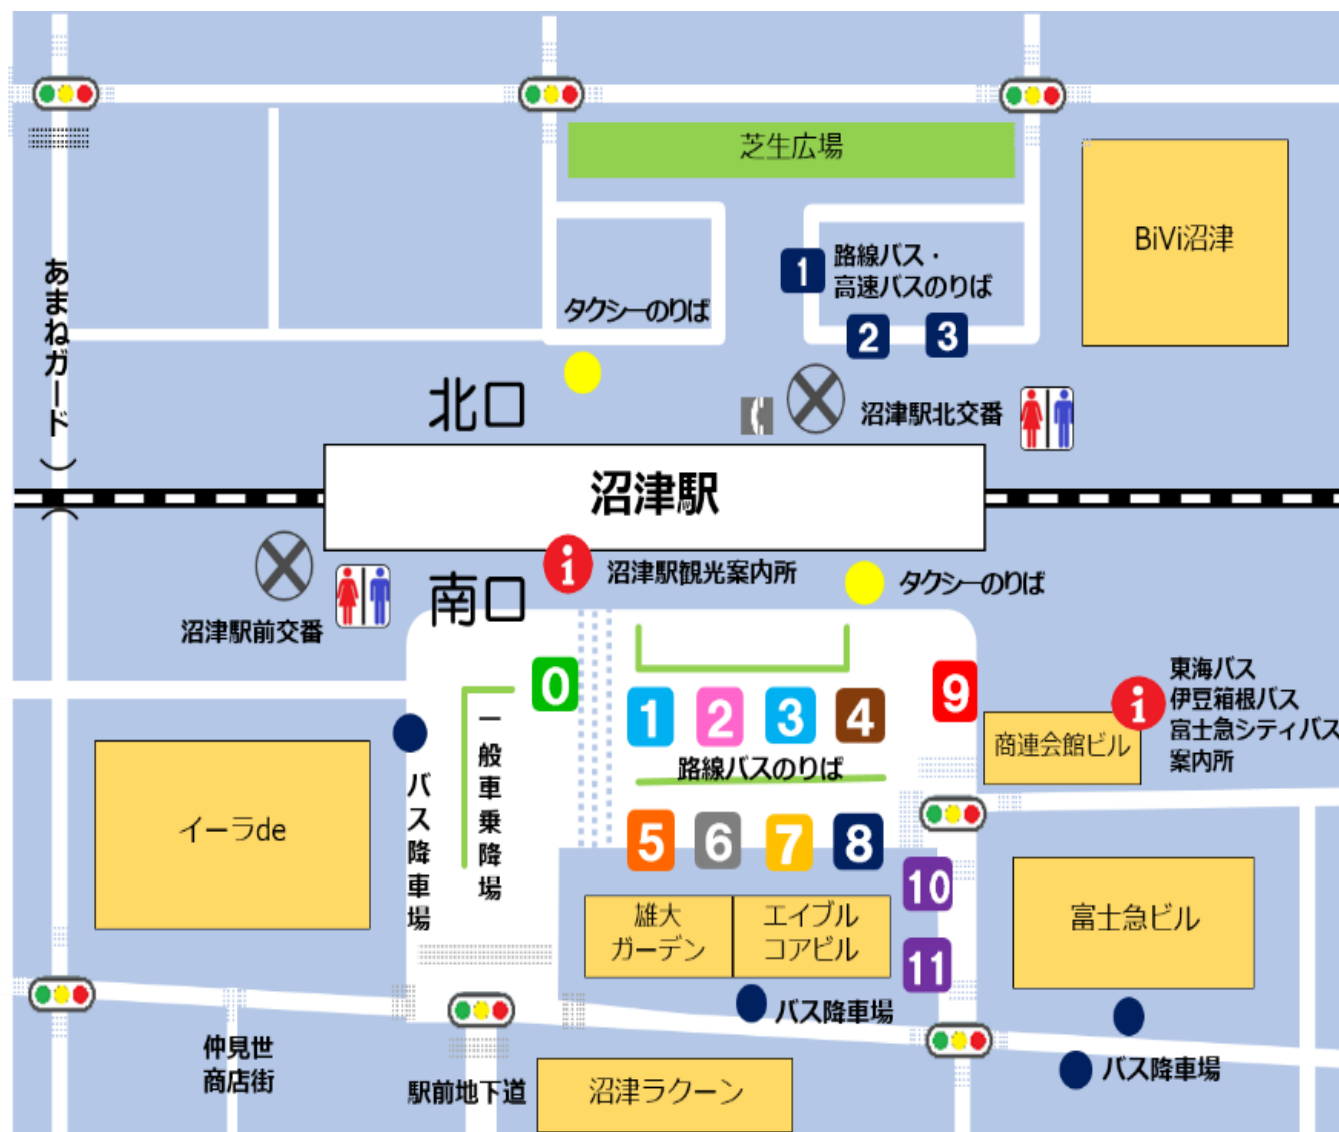 芝生広場
BiVi沼津
1
路線バス・
高速バスのりば
2
3
タクシーのりば
あまねガード
北口
沼津駅北交番
沼津駅
沼津駅前交番
南口
i
沼津駅観光案内所
タクシーのりば
0
1
2
3
4
路線バスのりば
5
6
7
8
9
10
11
一般車乗降場
バス降車場
イーラde
i
東海バス
伊豆箱根バス
富士急シティバス
案内所
商連会館ビル
雄大
ガーデン
エイブル
コアビル
富士急ビル
バス降車場
バス降車場
仲見世
商店街
駅前地下道
沼津ラクーン